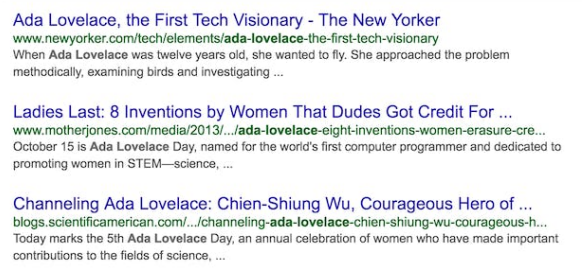 Ada Lovelace, the First Tech Visionary - The New Yorker
www.newyorker.com/tech/elements/ada-lovelace-the-first-tech-visionary
When Ada Lovelace was twelve years old, she wanted to fly. She approached the problem
methodically, examining birds and investigating ...
Ladies Last: 8 Inventions by Women That Dudes Got Credit For ...
www.motherjones.com/media/2013/.../ada-lovelace-eight-inventions-women-erasure-cre...
October 15 is Ada Lovelace Day, named for the world's first computer programmer and dedicated to
promoting women in STEM—science, ...
Channeling Ada Lovelace: Chien-Shiung Wu, Courageous Hero of ...
blogs.scientificamerican.com/.../channeling-ada-lovelace-chien-shiung-wu-courageous-h...
Today marks the 5th Ada Lovelace Day, an annual celebration of women who have made important
contributions to the fields of science, ...